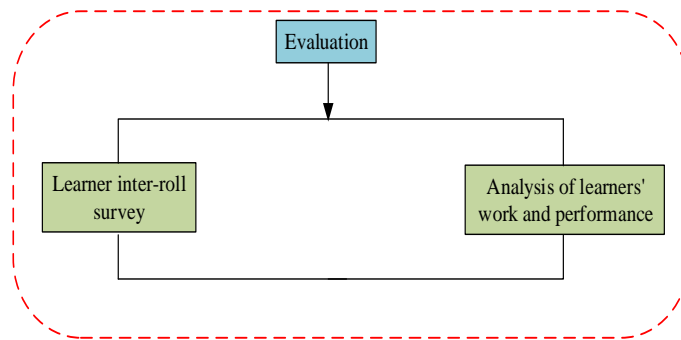 Evaluation
Learner inter-roll
survey
Analysis of learners'
work and performance